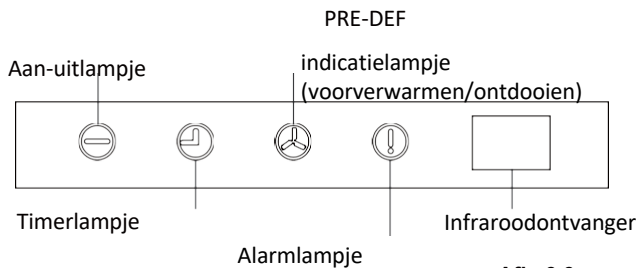 PRE-DEF
Aan-uitlampje
indicatielampje
(voorverwarmen/ontdooien)
Timerlampje
Infraroodontvanger
Alarmlampje